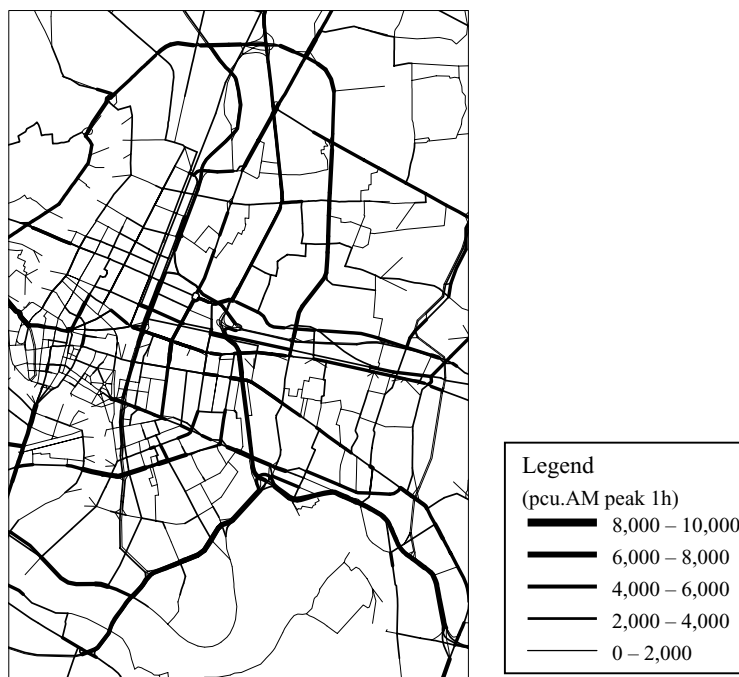 Legend
(pcu.AM peak 1h)
8,000 – 10,000
6,000 – 8,000
4,000 – 6,000
2,000 – 4,000
0 – 2,000